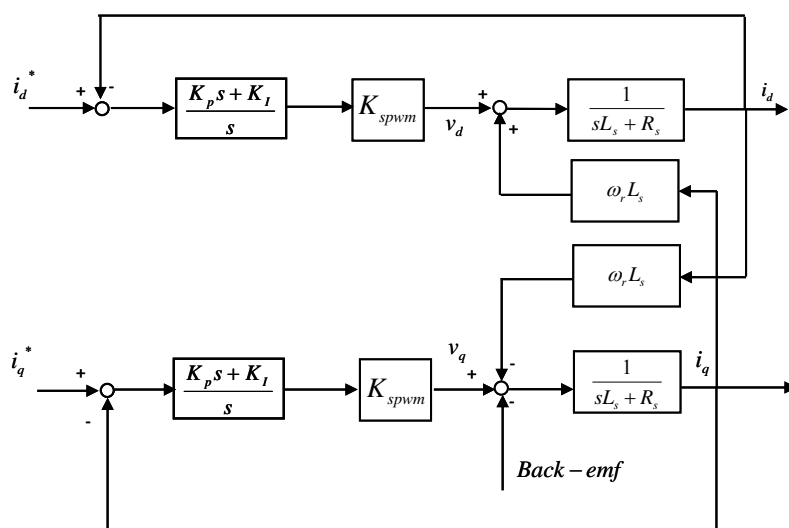 i_d^*
+
-
K_p s + K_I
s
K_spwm
v_d
+
+
1
sL_s + R_s
i_d
ω_r L_s
ω_r L_s
i_q^*
+
-
K_p s + K_I
s
K_spwm
v_q
+
-
-
1
sL_s + R_s
i_q
Back – emf